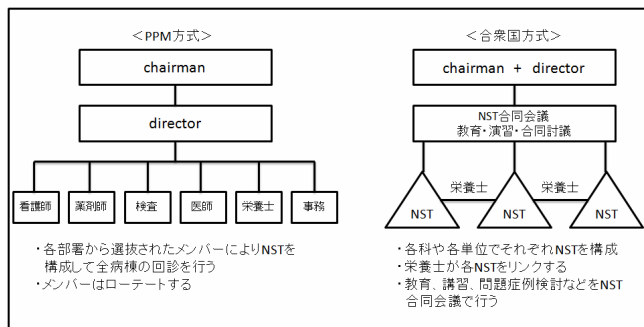 ＜PPM方式＞
chairman
director
看護師
薬剤師
検査
医師
栄養士
事務
・各部署から選抜されたメンバーによりNSTを
構成して全病棟の回診を行う
・メンバーはローテートする
＜合衆国方式＞
chairman + director
NST合同会議
教育・演習・合同討議
栄養士
栄養士
NST
NST
NST
・各科や各単位でそれぞれNSTを構成
・栄養士が各NSTをリンクする
・教育、講習、問題症例検討などをNST
合同会議で行う